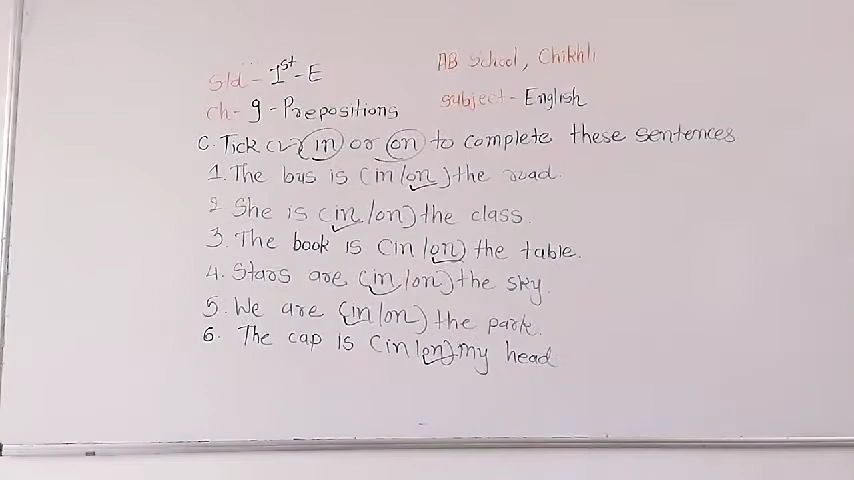 Std - 1st - E
AB School, Chikhli
ch - 9 - Prepositions
subject - English
C. Tick (✓) in or on to complete these sentences
1. The bus is (in/on) the road.
2. She is (in/on) the class.
3. The book is (in/on) the table.
4. Stars are (in/on) the sky.
5. We are (in/on) the park.
6. The cap is (in/on) my head